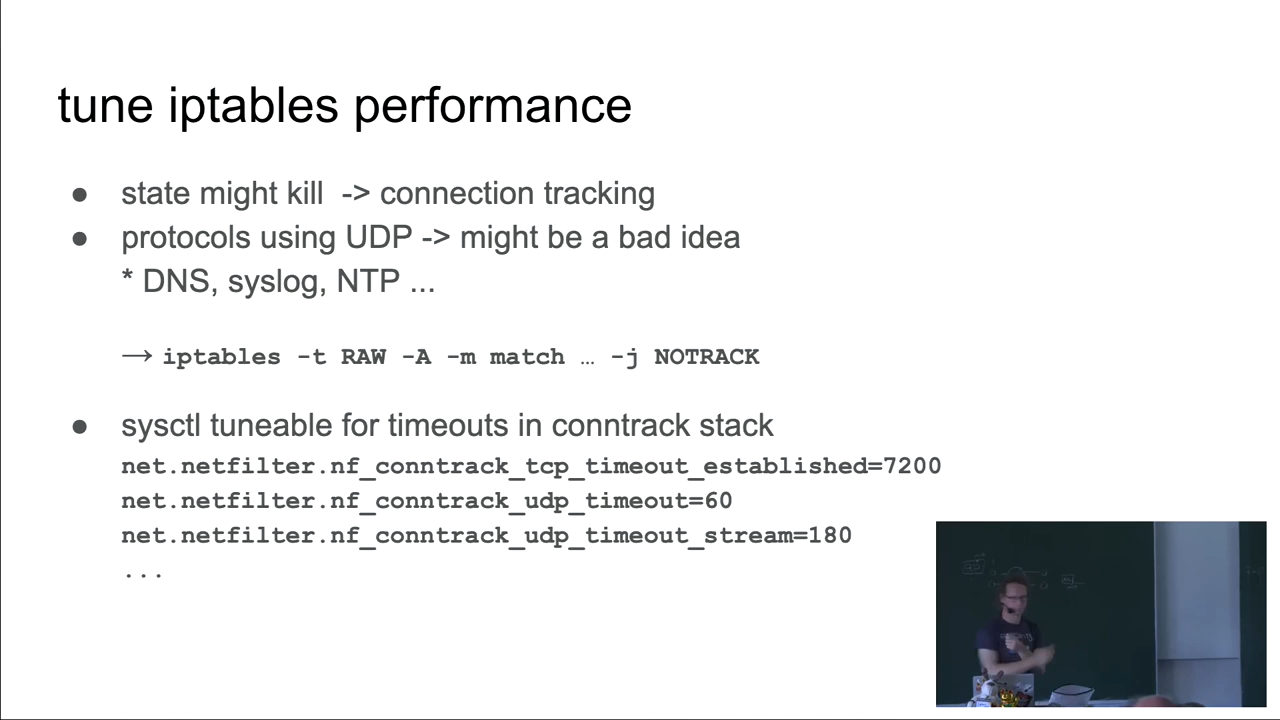 tune iptables performance
● state might kill -> connection tracking
● protocols using UDP -> might be a bad idea
* DNS, syslog, NTP ...
→ iptables -t RAW -A -m match … -j NOTRACK
● sysctl tuneable for timeouts in conntrack stack
net.netfilter.nf_conntrack_tcp_timeout_established=7200
net.netfilter.nf_conntrack_udp_timeout=60
net.netfilter.nf_conntrack_udp_timeout_stream=180
...